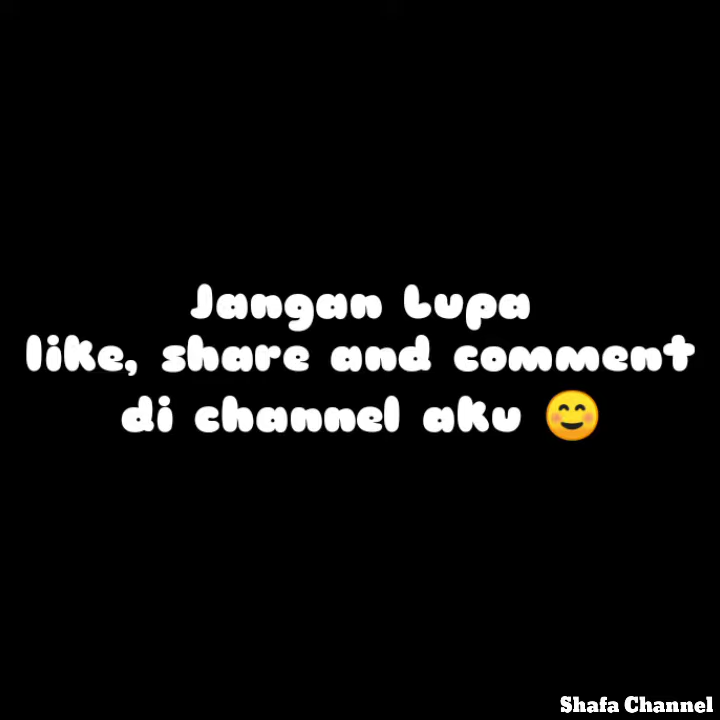 Jangan Lupa
like, share and comment
di channel aku 😊
Shafa Channel